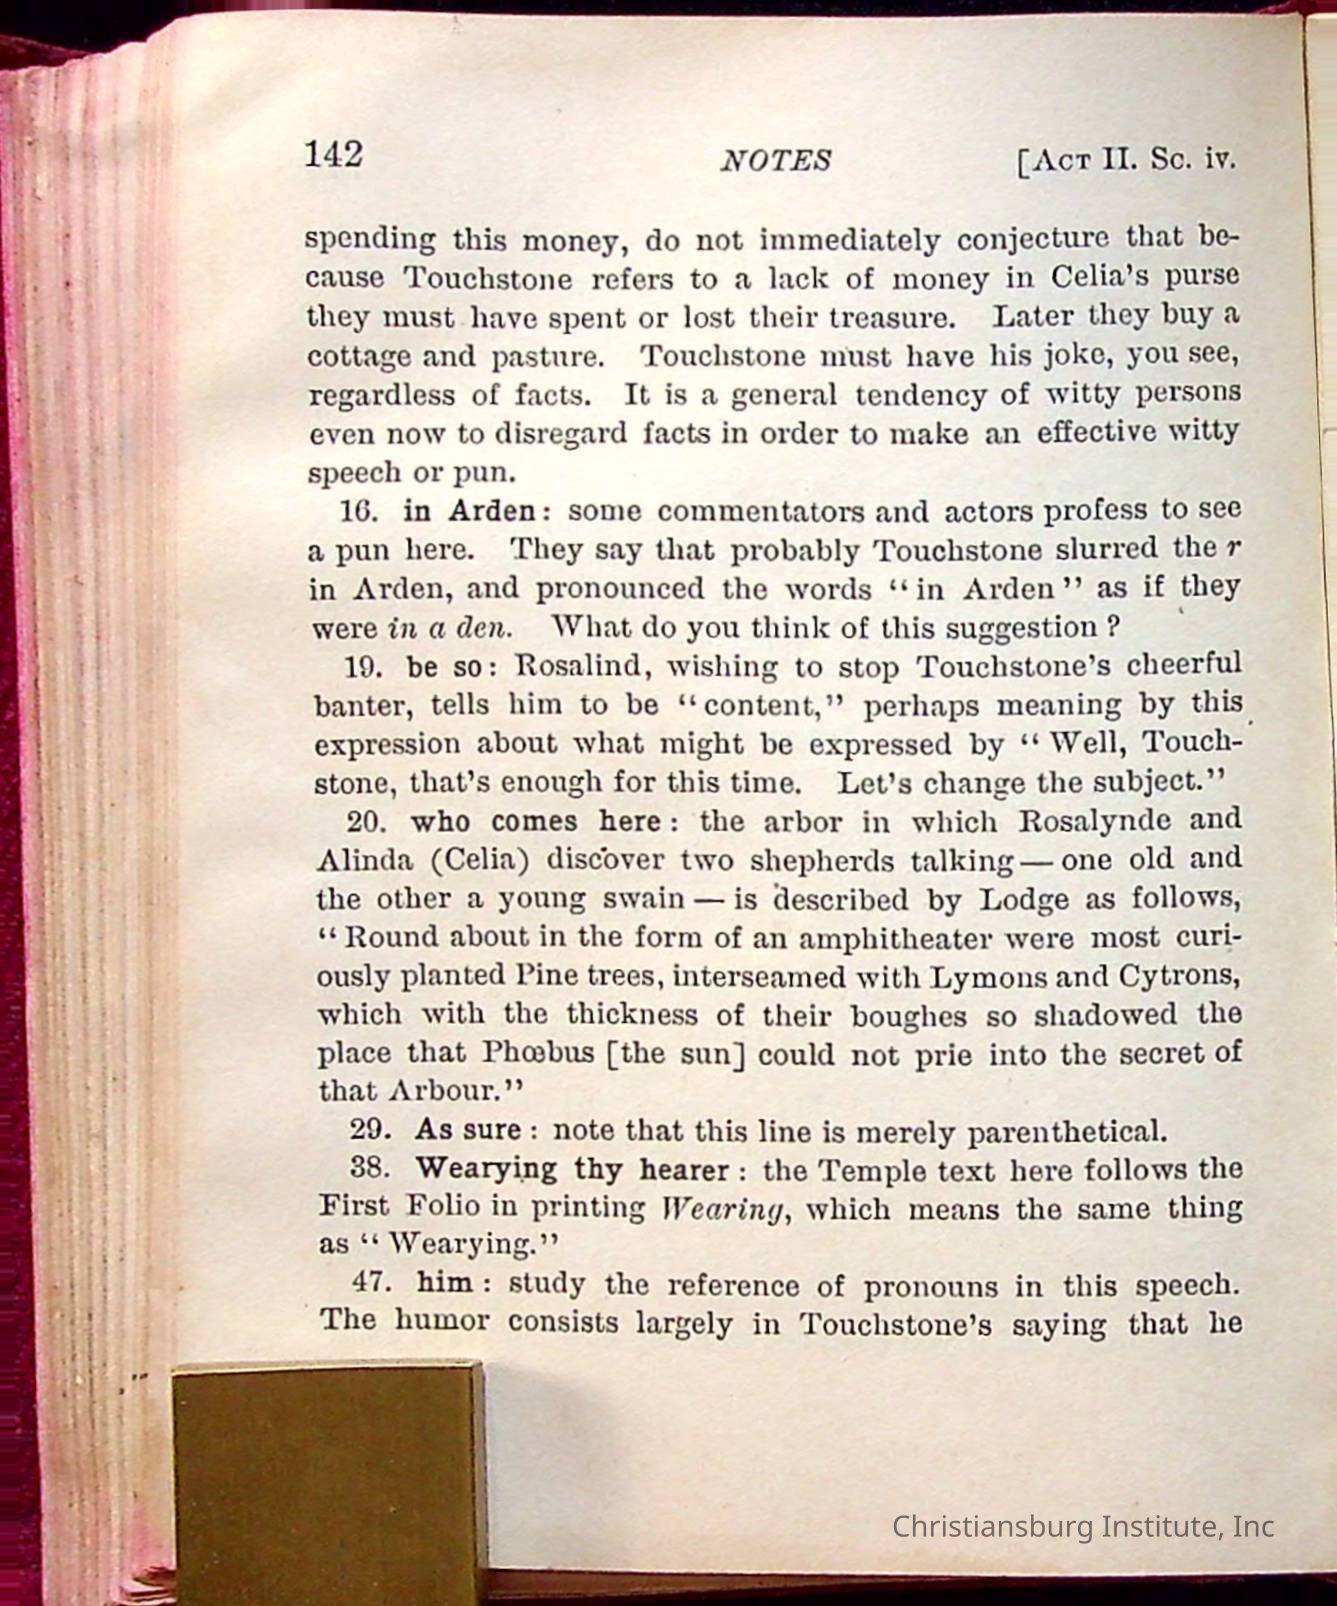 142 NOTES [ACT II. Sc. iv.
spending this money, do not immediately conjecture that be-
cause Touchstone refers to a lack of money in Celia's purse
they must have spent or lost their treasure. Later they buy a
cottage and pasture. Touchstone must have his joke, you see,
regardless of facts. It is a general tendency of witty persons
even now to disregard facts in order to make an effective witty
speech or pun.
16. in Arden: some commentators and actors profess to see
a pun here. They say that probably Touchstone slurred the r
in Arden, and pronounced the words “in Arden” as if they
were in a den. What do you think of this suggestion?
19. be so: Rosalind, wishing to stop Touchstone's cheerful
banter, tells him to be “content,” perhaps meaning by this
expression about what might be expressed by “Well, Touch-
stone, that's enough for this time. Let's change the subject.”
20. who comes here: the arbor in which Rosalynde and
Alinda (Celia) discover two shepherds talking — one old and
the other a young swain — is described by Lodge as follows,
“Round about in the form of an amphitheater were most curi-
ously planted Pine trees, interseamed with Lymons and Cytrons,
which with the thickness of their boughes so shadowed the
place that Phœbus [the sun] could not prie into the secret of
that Arbour.”
29. As sure: note that this line is merely parenthetical.
38. Wearying thy hearer: the Temple text here follows the
First Folio in printing Wearing, which means the same thing
as “Wearying.”
47. him: study the reference of pronouns in this speech.
The humor consists largely in Touchstone's saying that he
Christiansburg Institute, Inc